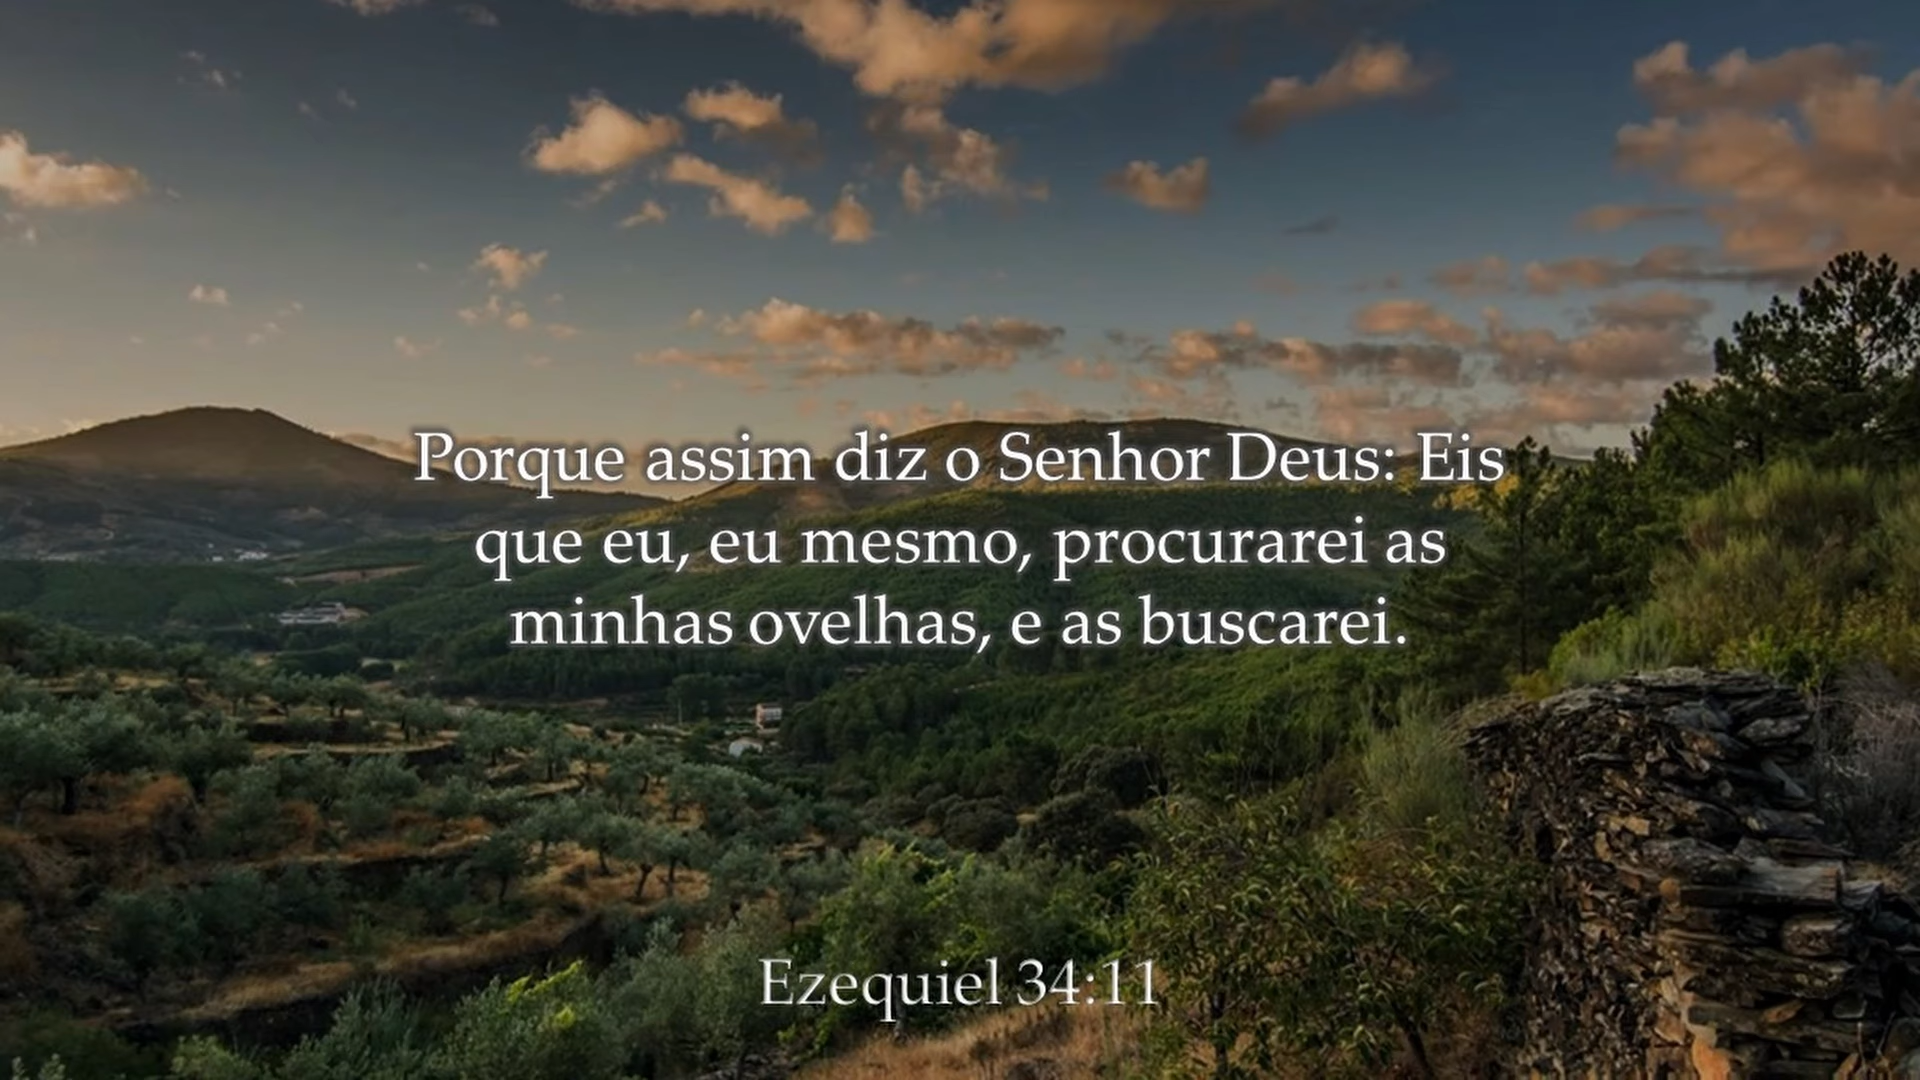 Porque assim diz o Senhor Deus: Eis
que eu, eu mesmo, procurarei as
minhas ovelhas, e as buscarei.
Ezequiel 34:11